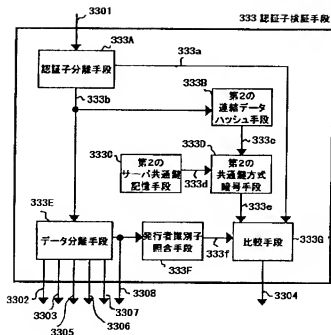 3301
333 認証子検証手段
333A
333a
認証子分離手段
333b
333B
第2の
連結データ
ハッシュ手段
333c
333C
第2の
サーバ共通鍵
記憶手段
333d
333D
第2の
共通鍵方式
暗号手段
333e
333E
データ分離手段
発行者識別子
照合手段
333F
333f
比較手段
333G
3302
3303
3305
3306
3307
3308
3304